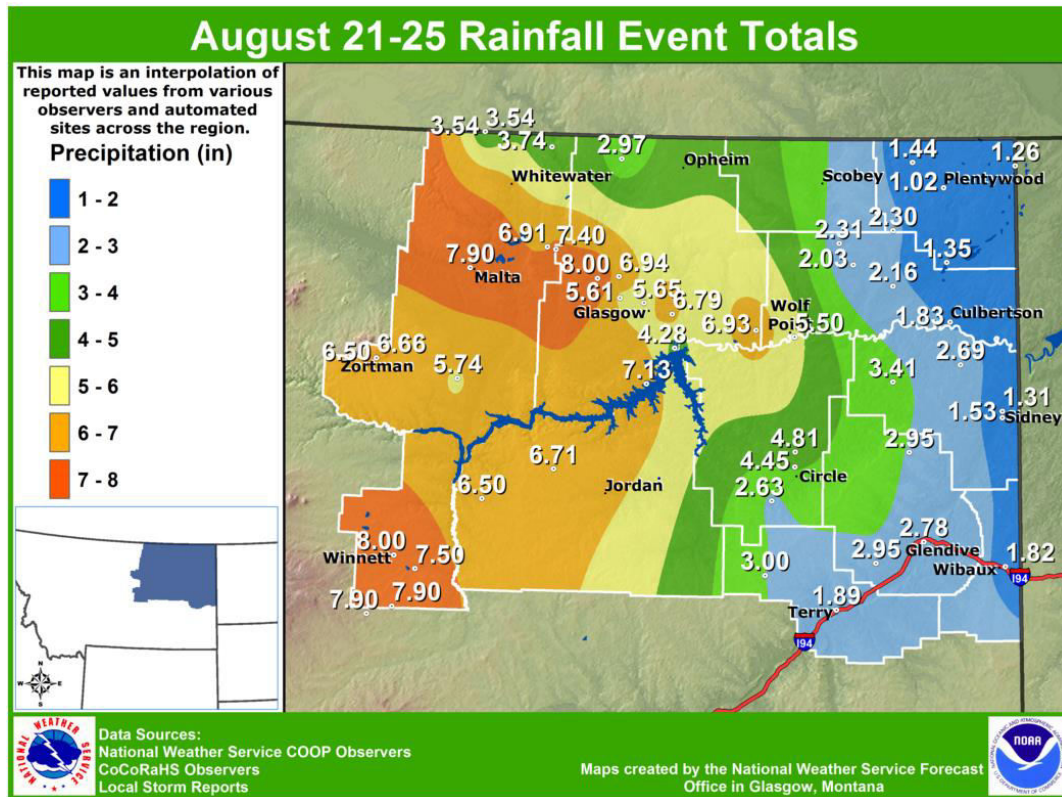 August 21-25 Rainfall Event Totals
This map is an interpolation of
reported values from various
observers and automated
sites across the region.
Precipitation (in)
1 - 2
2 - 3
3 - 4
4 - 5
5 - 6
6 - 7
7 - 8
3.54
3.54
3.74
2.97
Whitewater
Opheim
Scobey
1.44
1.26
1.02
Plentywood
6.91
7.40
7.90
Malta
8.00
6.94
5.61
5.65
6.79
Glasgow
4.28
6.93
Wolf
5.50
2.31
2.30
2.03
2.16
1.35
1.83
Culbertson
2.69
6.50
6.66
Zortman
5.74
7.13
3.41
1.31
1.53
Sidney
6.71
6.50
Jordan
4.81
4.45
Circle
2.63
2.95
8.00
Winnett
7.50
7.90
7.90
3.00
2.95
2.78
Glendive
Wibaux
1.82
1.89
Terry
I94
I94
N
W
E
S
NATIONAL WEATHER SERVICE
Data Sources:
National Weather Service COOP Observers
CoCoRaHS Observers
Local Storm Reports
Maps created by the National Weather Service Forecast
Office in Glasgow, Montana
NOAA